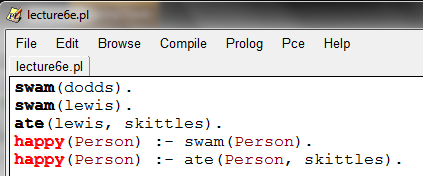 lecture6e.pl
File Edit Browse Compile Prolog Pce Help
lecture6e.pl
swam(dodds).
swam(lewis).
ate(lewis, skittles).
happy(Person) :- swam(Person).
happy(Person) :- ate(Person, skittles).